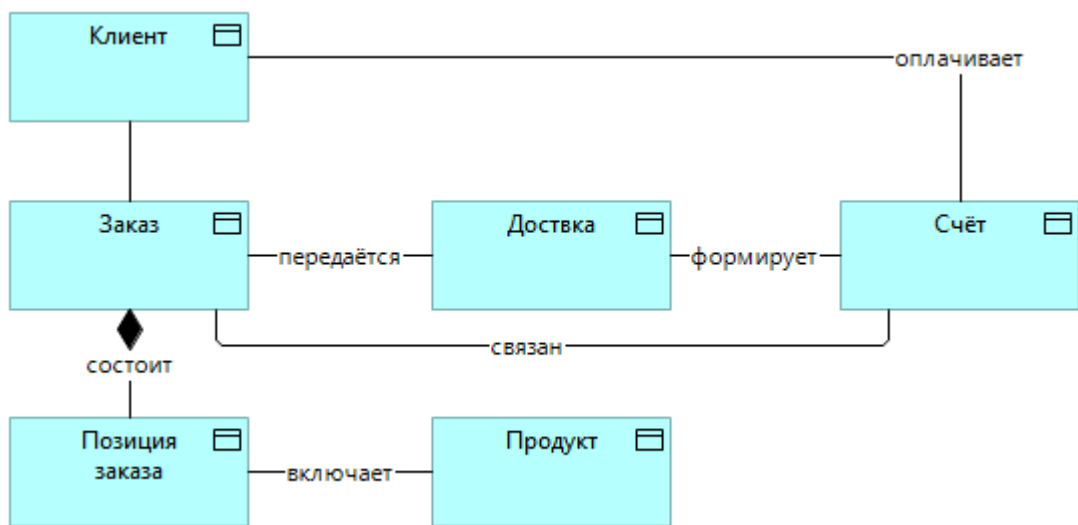 Клиент
оплачивает
Заказ
передаётся
Доствка
формирует
Счёт
связан
состоит
Позиция
заказа
включает
Продукт